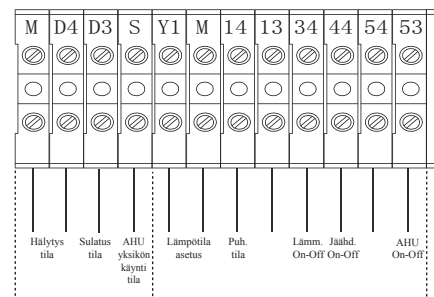 M D4 D3 S Y1 M 14 13 34 44 54 53
Hälytys Sulatus AHU Lämpötila Puh. Lämm. Jäähd. AHU
tila tila yksikön asetus tila On-Off On-Off On-Off
käynti
tila